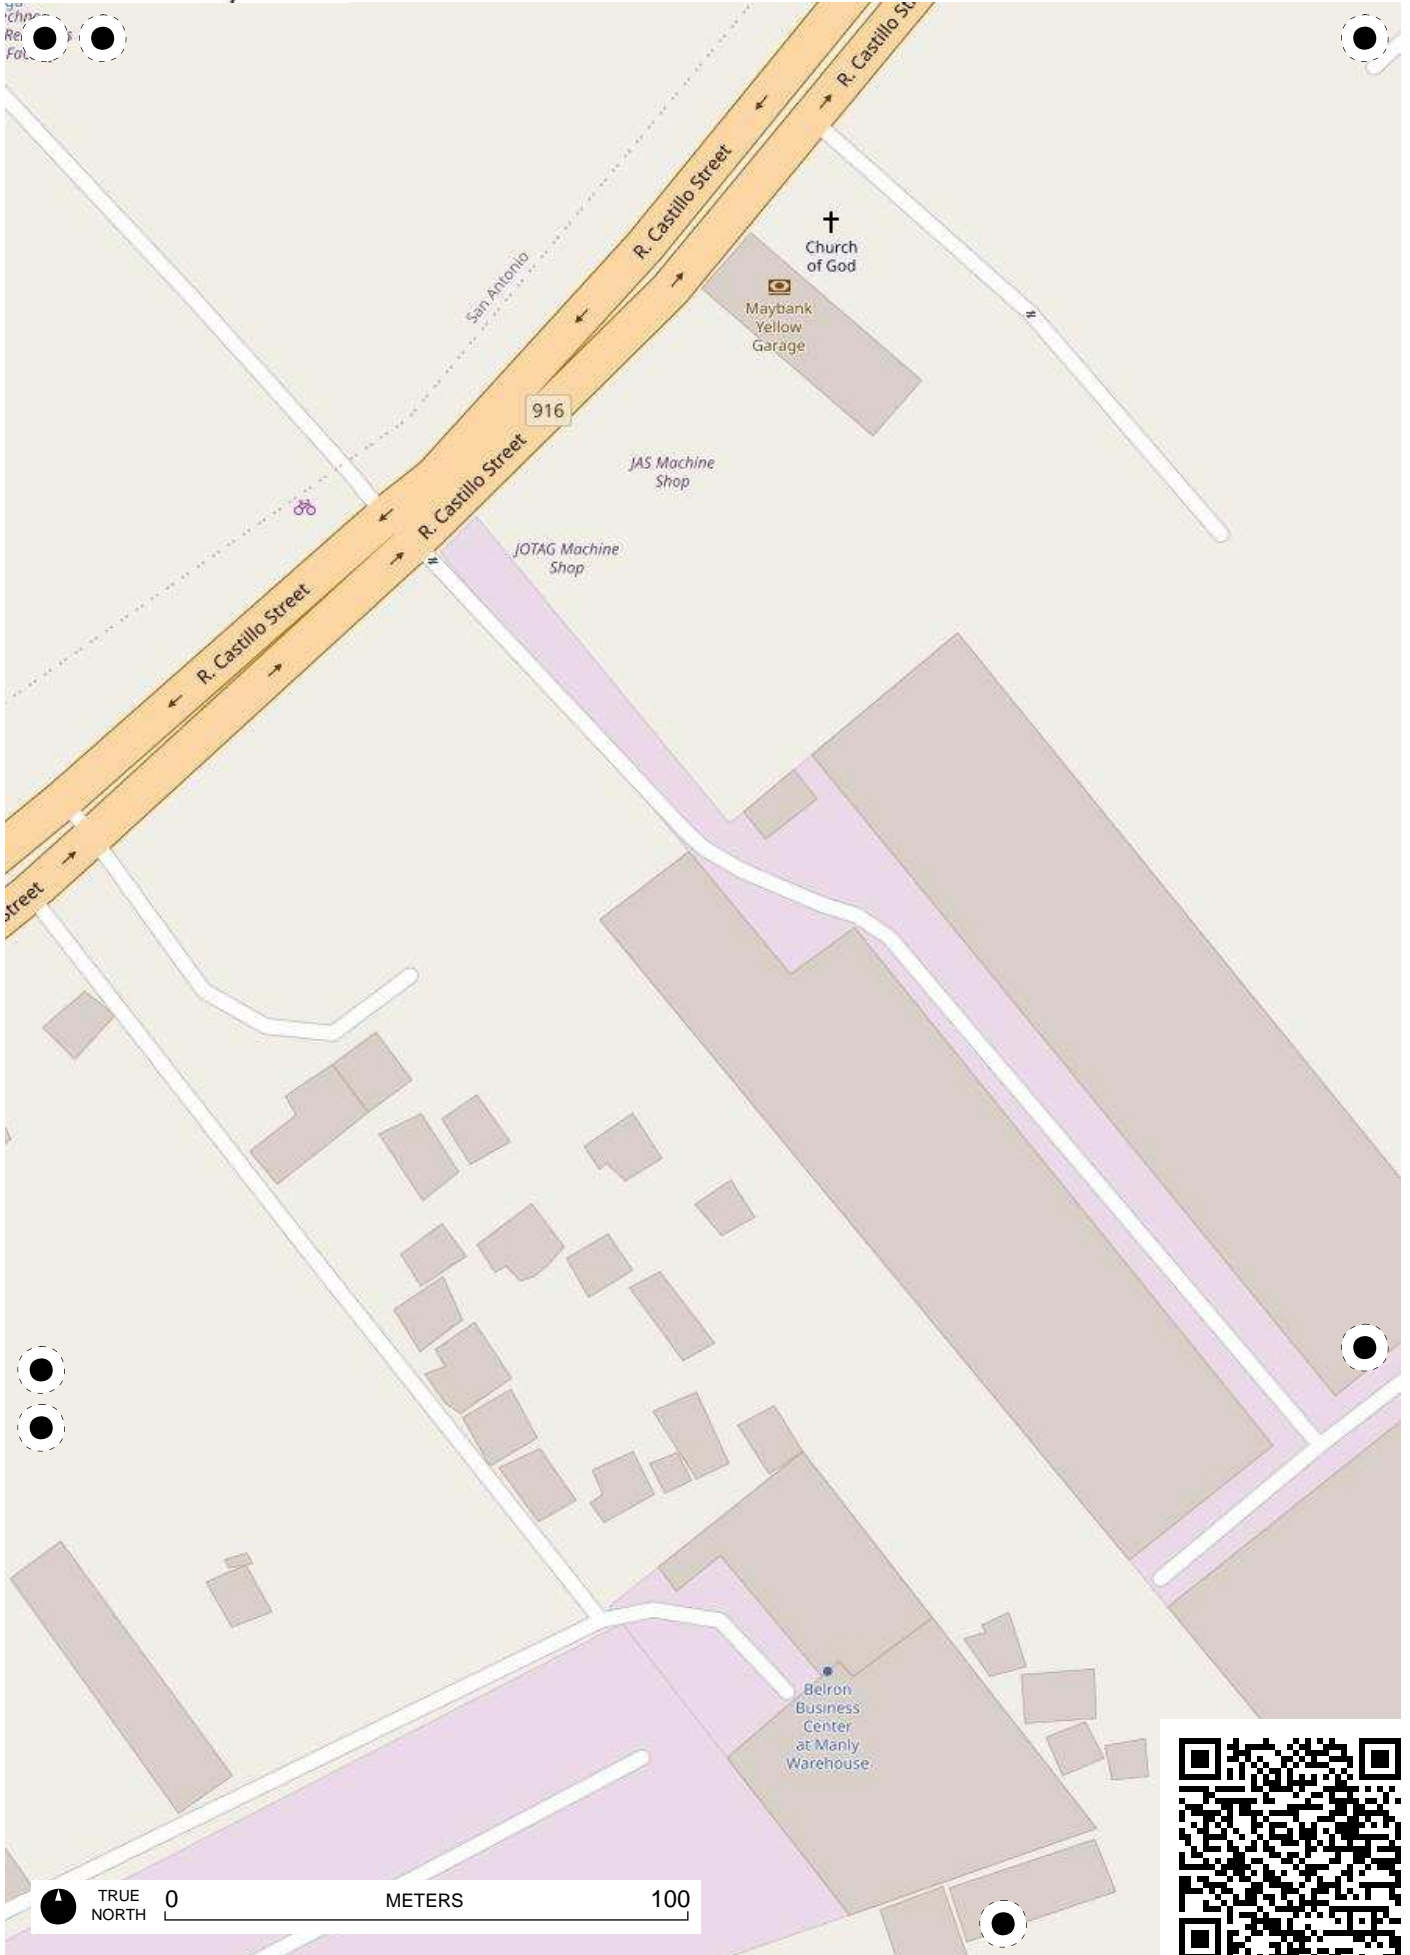 R. Castillo St
R. Castillo Street
Church
of God
Maybank
Yellow
Garage
San Antonio
916
R. Castillo Street
JAS Machine
Shop
JOTAG Machine
Shop
R. Castillo Street
Street
Belron
Business
Center
at Manly
Warehouse
TRUE
NORTH
0
METERS
100